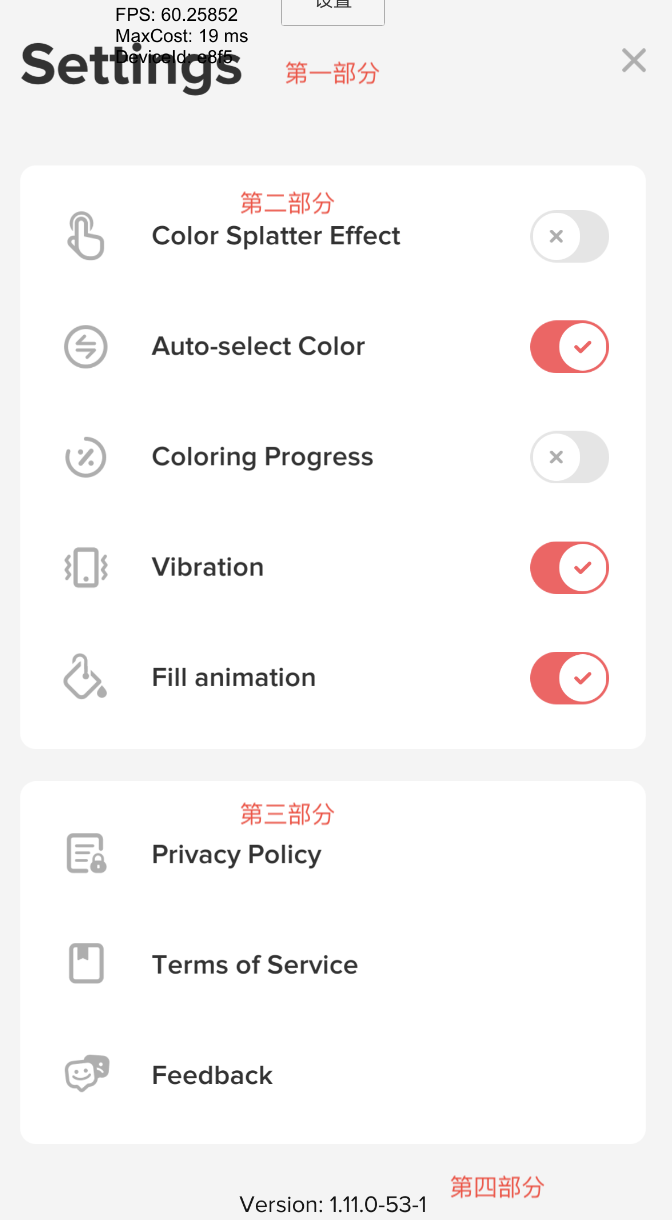 设置
FPS: 60.25852
MaxCost: 19 ms
DeviceId: e8f5
Settings
第一部分
第二部分
Color Splatter Effect
Auto-select Color
Coloring Progress
Vibration
Fill animation
第三部分
Privacy Policy
Terms of Service
Feedback
第四部分
Version: 1.11.0-53-1